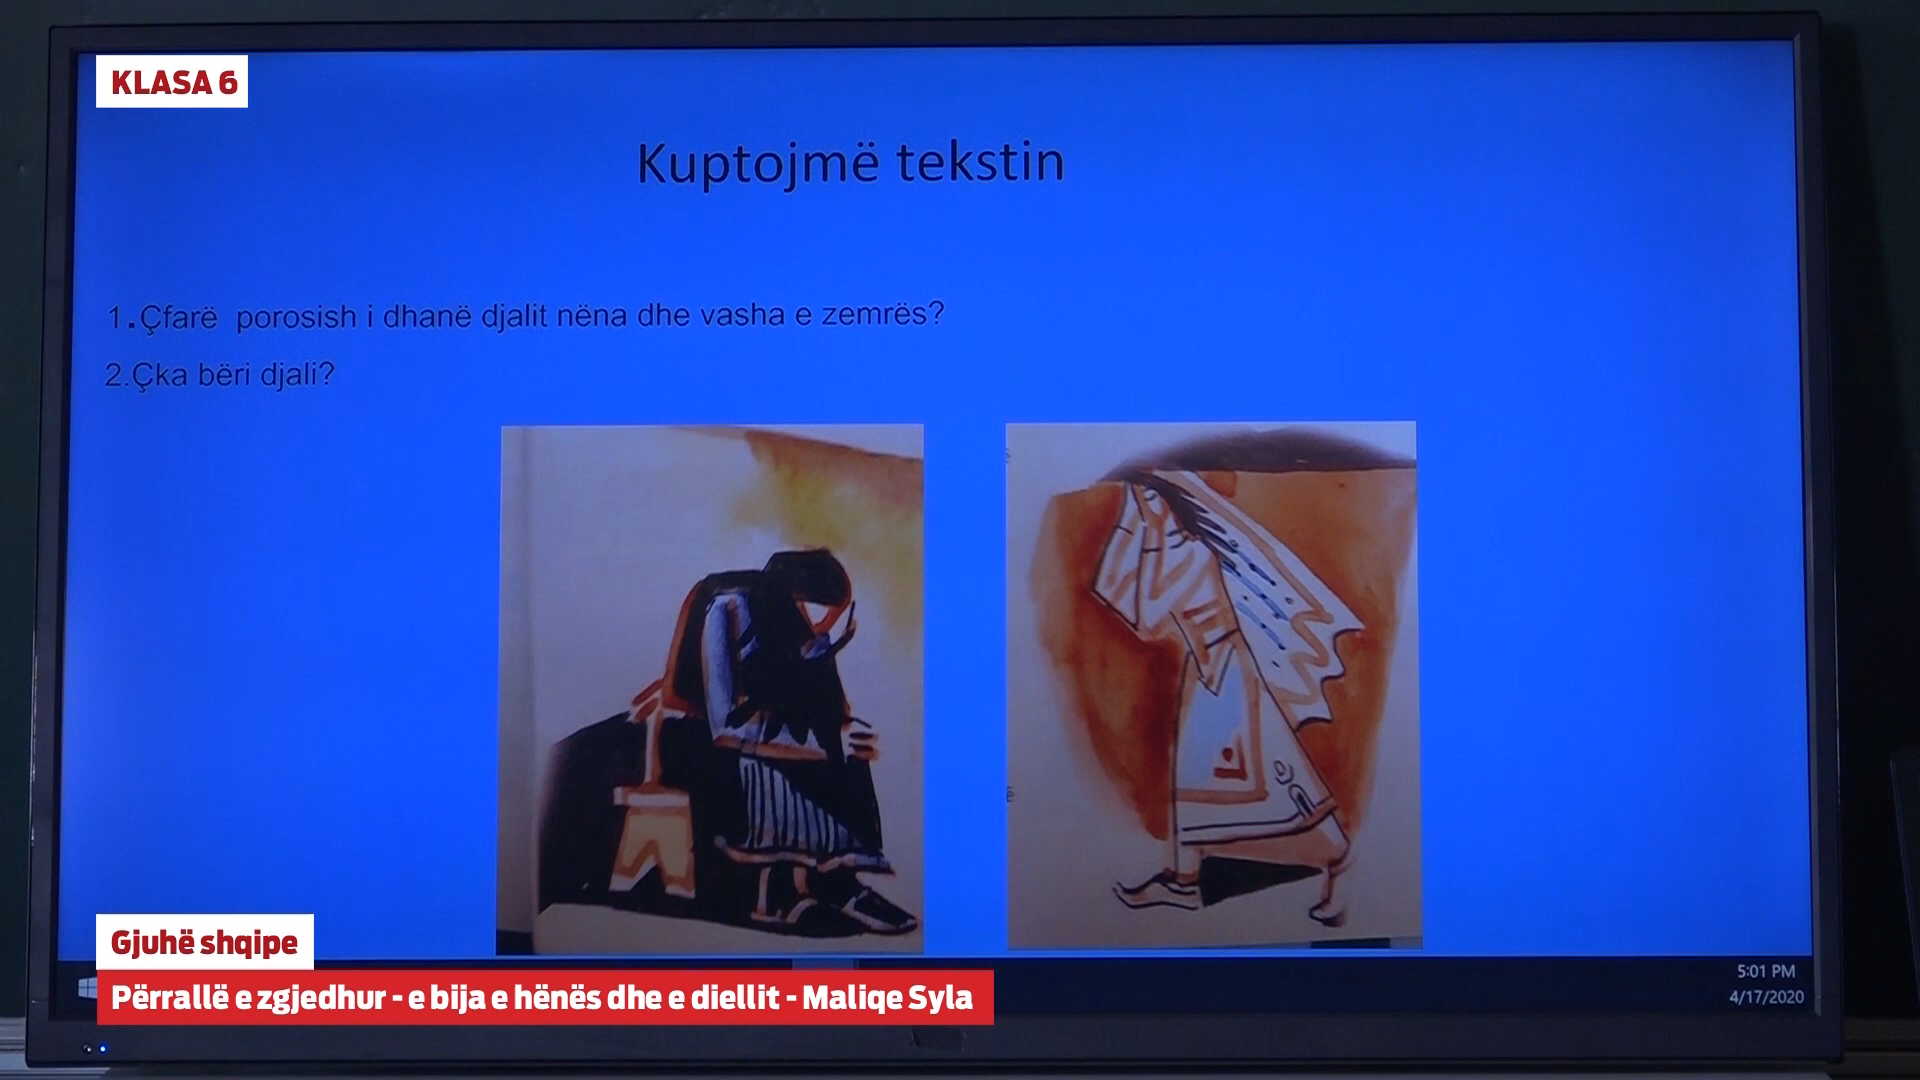 KLASA 6
Kuptojmë tekstin
1.Çfarë porosish i dhanë djalit nëna dhe vasha e zemrës?
2.Çka bëri djali?
Gjuhë shqipe
Përrallë e zgjedhur - e bija e hënës dhe e diellit - Maliqe Syla
5:01 PM
4/17/2020